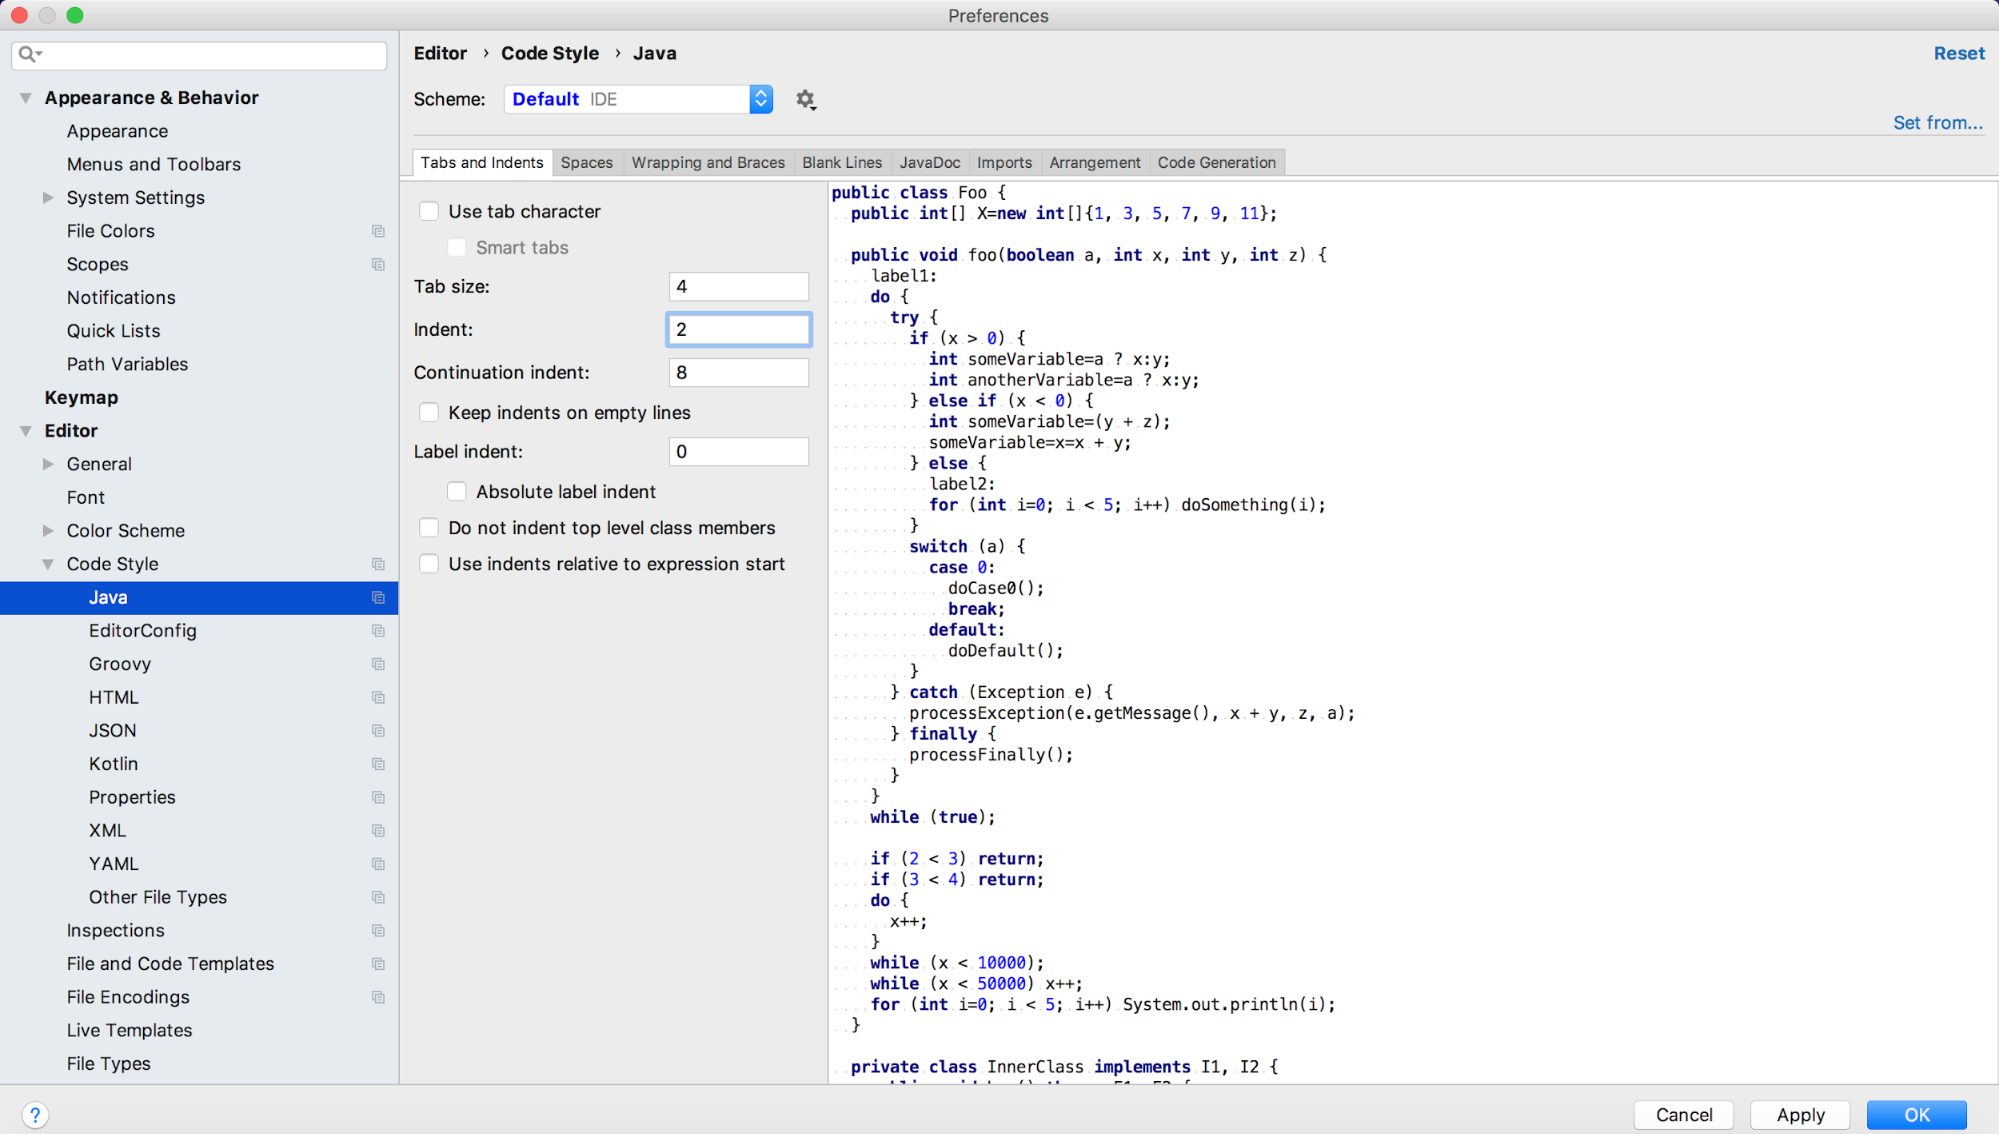 Preferences
Appearance & Behavior
Appearance
Menus and Toolbars
System Settings
File Colors
Scopes
Notifications
Quick Lists
Path Variables
Keymap
Editor
General
Font
Color Scheme
Code Style
Java
EditorConfig
Groovy
HTML
JSON
Kotlin
Properties
XML
YAML
Other File Types
Inspections
File and Code Templates
File Encodings
Live Templates
File Types
Editor › Code Style › Java
Reset
Scheme: Default IDE
Set from...
Tabs and Indents Spaces Wrapping and Braces Blank Lines JavaDoc Imports Arrangement Code Generation
Use tab character
Smart tabs
Tab size: 4
Indent: 2
Continuation indent: 8
Keep indents on empty lines
Label indent: 0
Absolute label indent
Do not indent top level class members
Use indents relative to expression start
public class Foo {
  public int[] X=new int[]{1, 3, 5, 7, 9, 11};
  public void foo(boolean a, int x, int y, int z) {
    label1:
    do {
      try {
        if (x > 0) {
          int someVariable=a ? x:y;
          int anotherVariable=a ? x:y;
        } else if (x < 0) {
          int someVariable=(y + z);
          someVariable=x=x + y;
        } else {
          label2:
          for (int i=0; i < 5; i++) doSomething(i);
        }
        switch (a) {
          case 0:
            doCase0();
            break;
          default:
            doDefault();
        }
      } catch (Exception e) {
        processException(e.getMessage(), x + y, z, a);
      } finally {
        processFinally();
      }
    }
    while (true);
    if (2 < 3) return;
    if (3 < 4) return;
    do {
      x++;
    }
    while (x < 10000);
    while (x < 50000) x++;
    for (int i=0; i < 5; i++) System.out.println(i);
  }
  private class InnerClass implements I1, I2 {
?
Cancel Apply OK